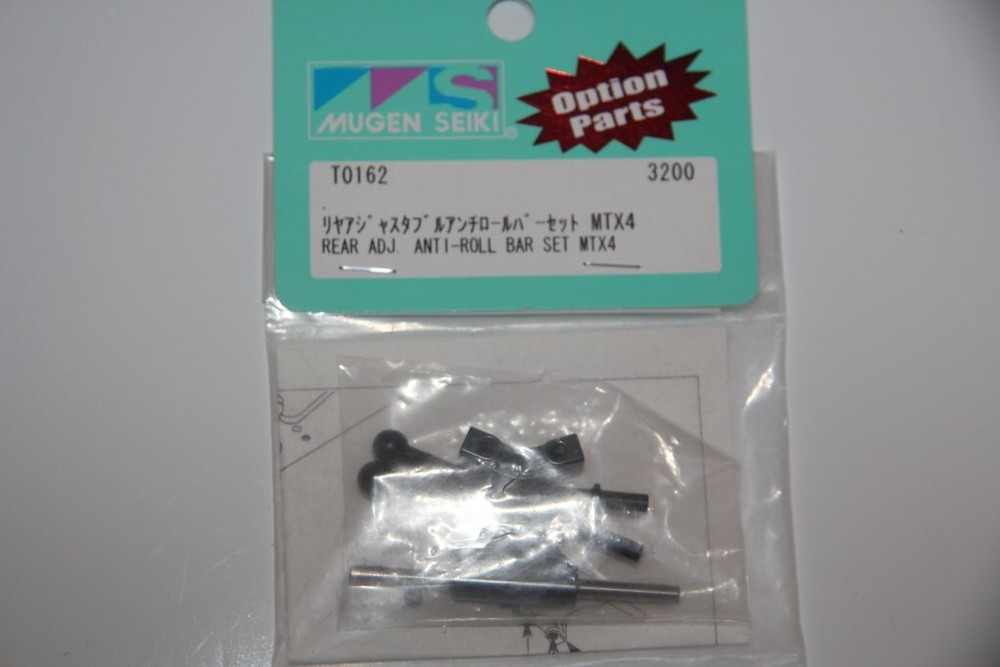 MUGEN SEIKI®
Option
Parts
T0162 3200
リヤアジャスタブルアンチロールバーセット MTX4
REAR ADJ. ANTI-ROLL BAR SET MTX4